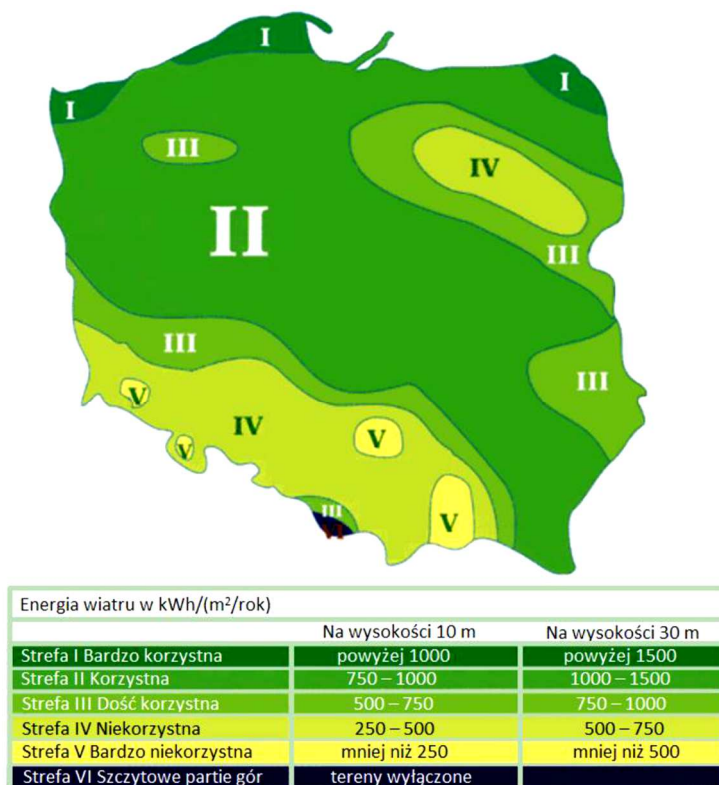 I
I
I
III
IV
II
III
III
III
V
IV
V
V
III
VI
V
Energia wiatru w kWh/(m²/rok)
Na wysokości 10 m Na wysokości 30 m
Strefa I Bardzo korzystna powyżej 1000 powyżej 1500
Strefa II Korzystna 750 – 1000 1000 – 1500
Strefa III Dość korzystna 500 – 750 750 – 1000
Strefa IV Niekorzystna 250 – 500 500 – 750
Strefa V Bardzo niekorzystna mniej niż 250 mniej niż 500
Strefa VI Szczytowe partie gór tereny wyłączone